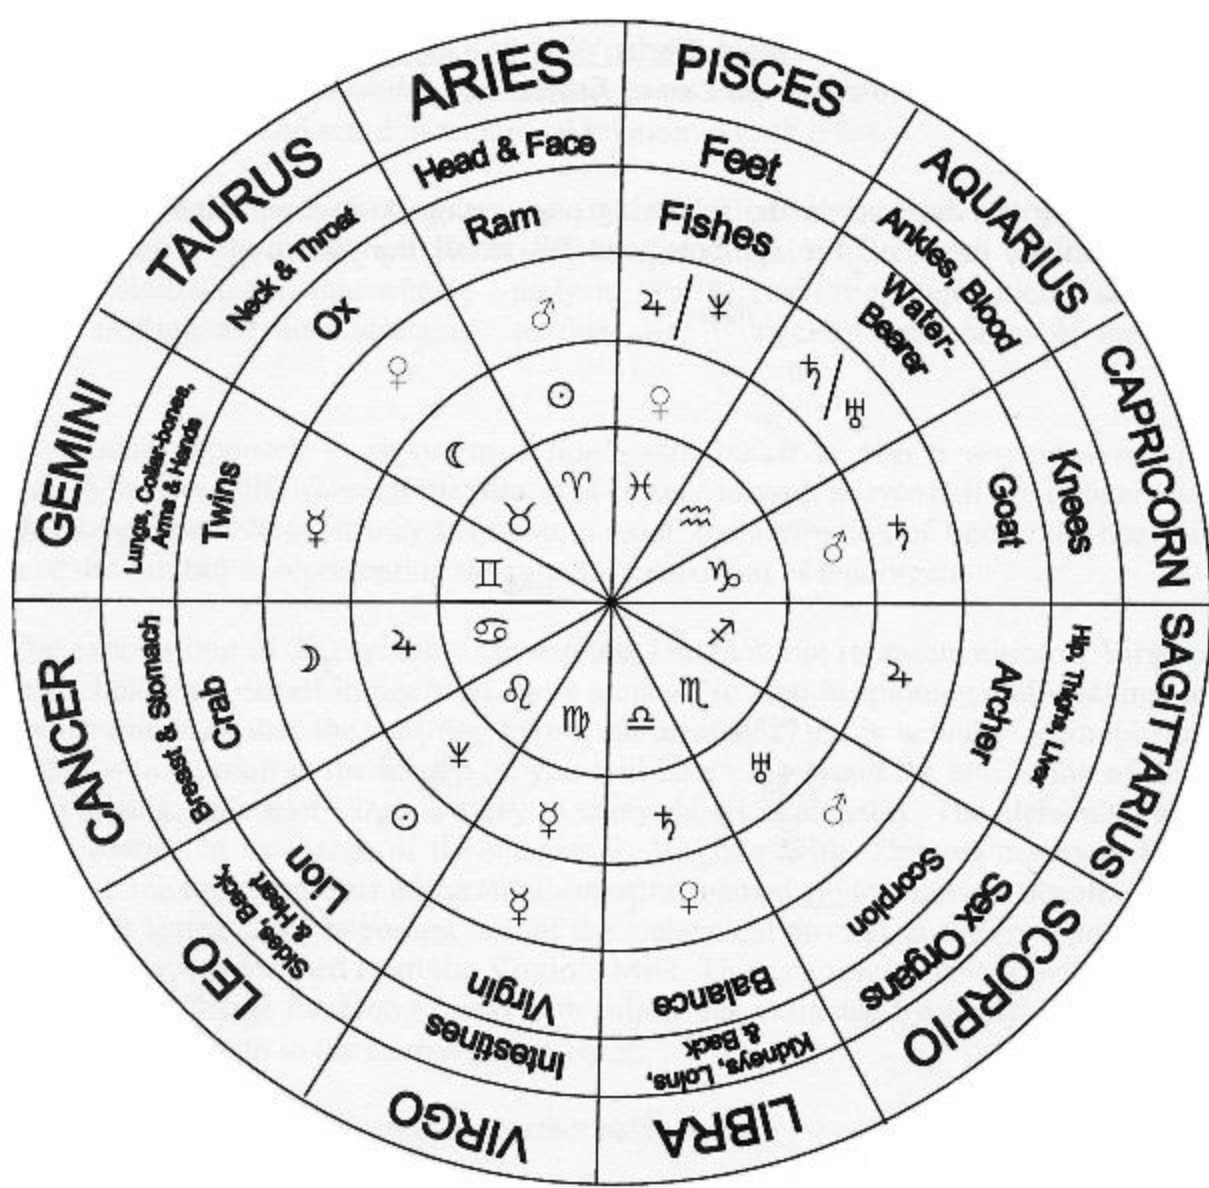 ARIES
Head & Face
Ram
♂
☉
♈
PISCES
Feet
Fishes
♃ / ♆
♀
♓
AQUARIUS
Ankles, Blood
Water-
Bearer
♄ / ♅
♒
CAPRICORN
Knees
Goat
♄
♂
♑
SAGITTARIUS
Hip, Thighs Liver
Archer
♃
♐
SCORPIO
Sex Organs
Scorpion
♂
♅
♏
LIBRA
Kidneys, Loins,
& Back
Balance
♀
♄
♎
VIRGO
Intestines
Virgin
☿
☿
♍
LEO
Sides, Back
& Heart
Lion
☉
♆
♌
CANCER
Breast & Stomach
Crab
☽
♃
♋
GEMINI
Lungs, Collar-bones,
Arms & Hands
Twins
☿
♊
TAURUS
Neck & Throat
Ox
♀
☾
♉